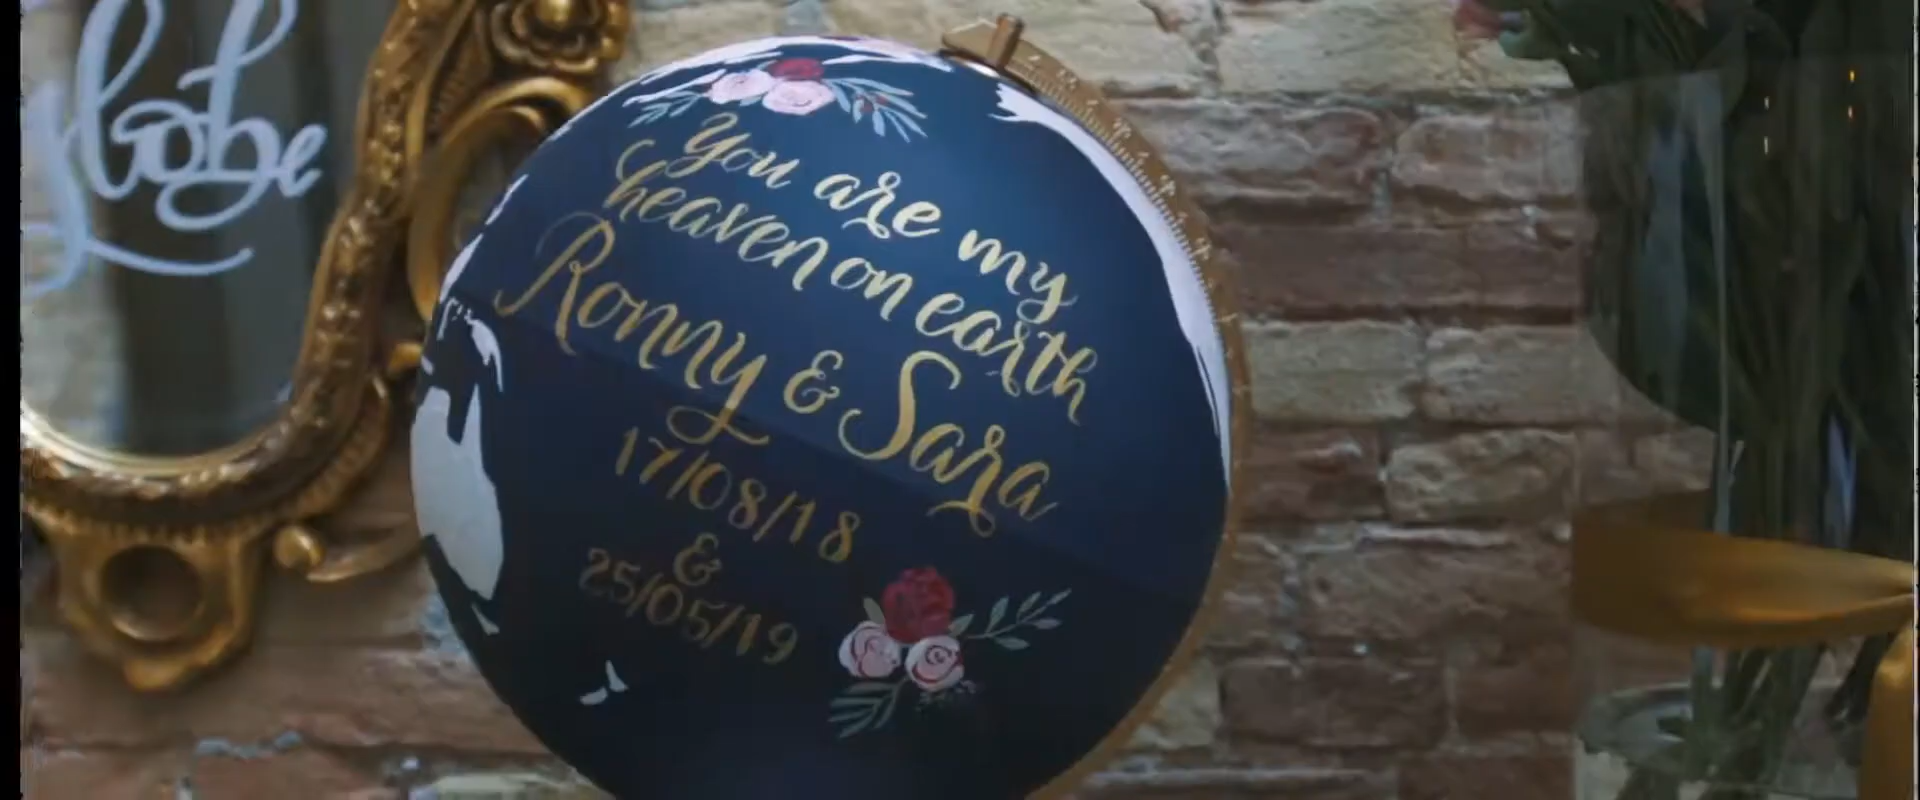 globe
You are my
heaven on earth
Ronny & Sara
17/08/18
&
25/05/19